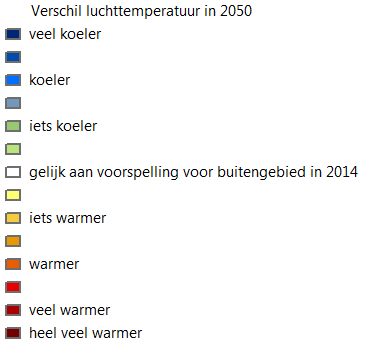 Verschil luchttemperatuur in 2050
veel koeler
koeler
iets koeler
gelijk aan voorspelling voor buitengebied in 2014
iets warmer
warmer
veel warmer
heel veel warmer